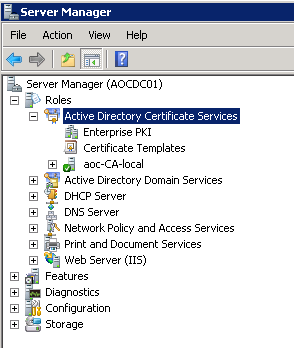 Server Manager
File Action View Help
Server Manager (AOCDC01)
Roles
Active Directory Certificate Services
Enterprise PKI
Certificate Templates
aoc-CA-local
Active Directory Domain Services
DHCP Server
DNS Server
Network Policy and Access Services
Print and Document Services
Web Server (IIS)
Features
Diagnostics
Configuration
Storage